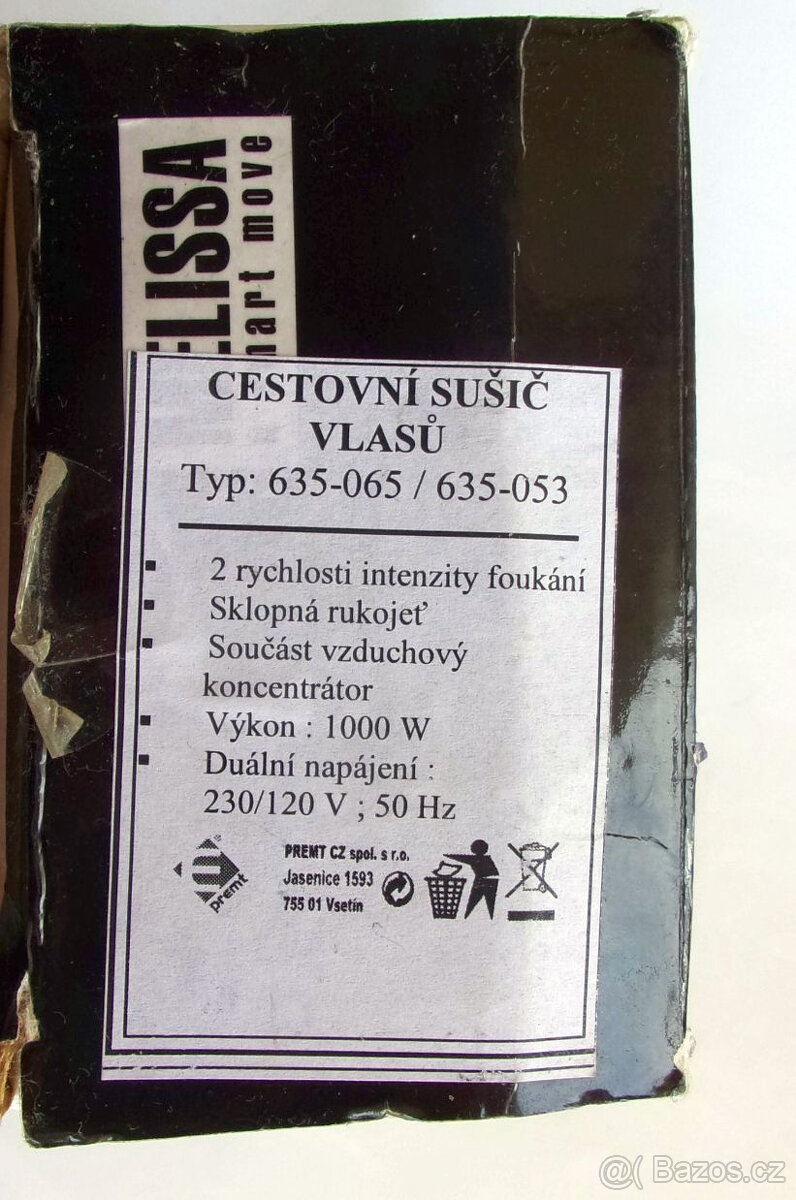 ELISSA
art move
CESTOVNÍ SUŠIČ
VLASŮ
Typ: 635-065 / 635-053
2 rychlosti intenzity foukání
Sklopná rukojeť
Součást vzduchový
koncentrátor
Výkon : 1000 W
Duální napájení :
230/120 V ; 50 Hz
premt
PREMT CZ spol. s r.o.
Jasenice 1593
755 01 Vsetín
@( Bazos.cz